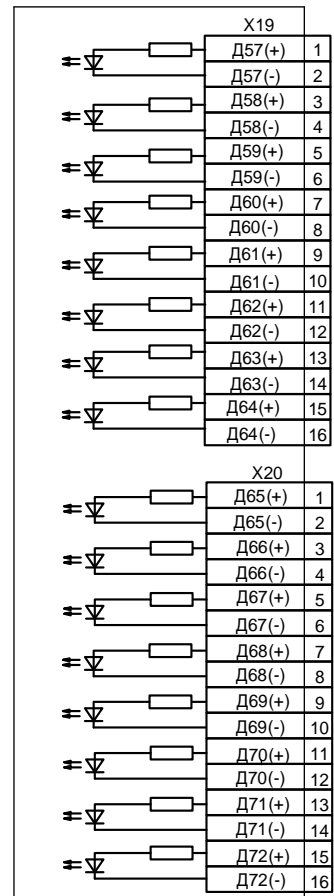 X19
Д57(+) 1
Д57(-) 2
Д58(+) 3
Д58(-) 4
Д59(+) 5
Д59(-) 6
Д60(+) 7
Д60(-) 8
Д61(+) 9
Д61(-) 10
Д62(+) 11
Д62(-) 12
Д63(+) 13
Д63(-) 14
Д64(+) 15
Д64(-) 16
X20
Д65(+) 1
Д65(-) 2
Д66(+) 3
Д66(-) 4
Д67(+) 5
Д67(-) 6
Д68(+) 7
Д68(-) 8
Д69(+) 9
Д69(-) 10
Д70(+) 11
Д70(-) 12
Д71(+) 13
Д71(-) 14
Д72(+) 15
Д72(-) 16